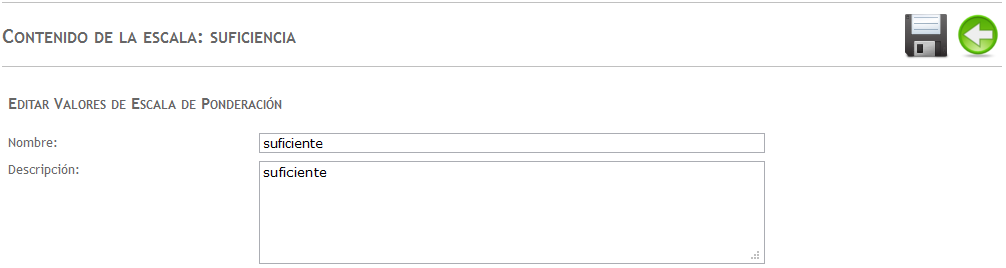 Contenido de la escala: suficiencia
Editar Valores de Escala de Ponderación
Nombre:
suficiente
Descripción:
suficiente